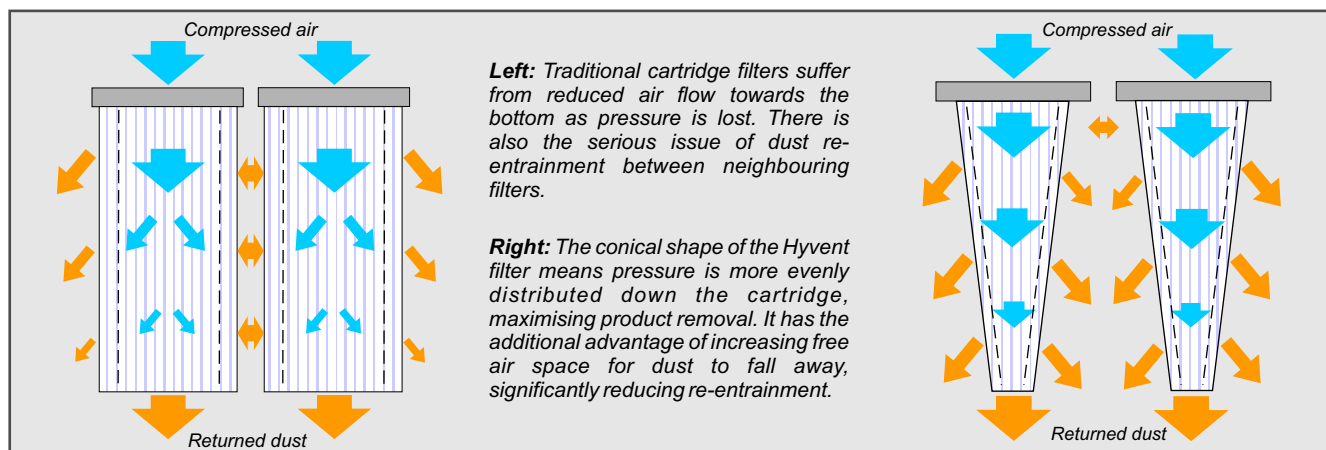 Compressed air
Left: Traditional cartridge filters suffer
from reduced air flow towards the
bottom as pressure is lost. There is
also the serious issue of dust re-
entrainment between neighbouring
filters.
Right: The conical shape of the Hyvent
filter means pressure is more evenly
distributed down the cartridge,
maximising product removal. It has the
additional advantage of increasing free
air space for dust to fall away,
significantly reducing re-entrainment.
Returned dust
Compressed air
Returned dust